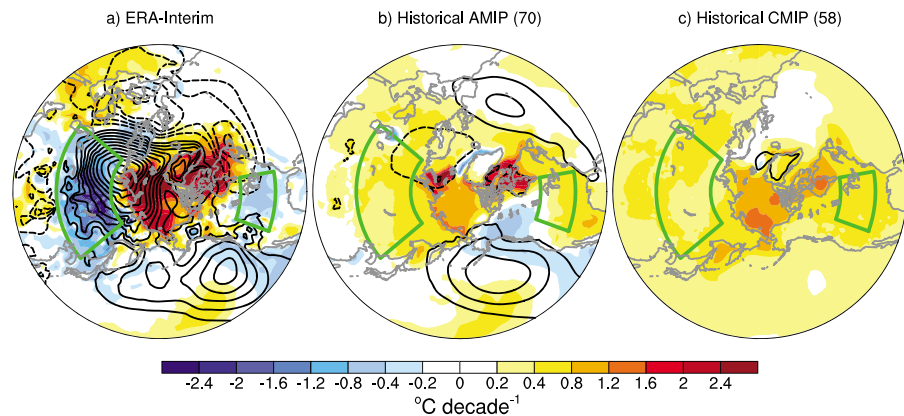 a) ERA-Interim b) Historical AMIP (70) c) Historical CMIP (58)
-2.4 -2 -1.6 -1.2 -0.8 -0.4 -0.2 0 0.2 0.4 0.8 1.2 1.6 2 2.4
°C decade⁻¹